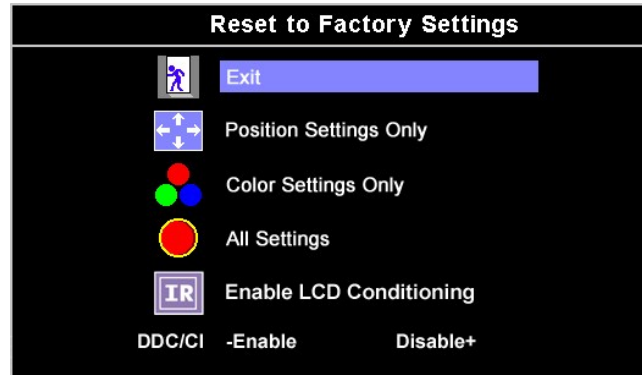 Reset to Factory Settings
Exit
Position Settings Only
Color Settings Only
All Settings
IR Enable LCD Conditioning
DDC/CI -Enable Disable+